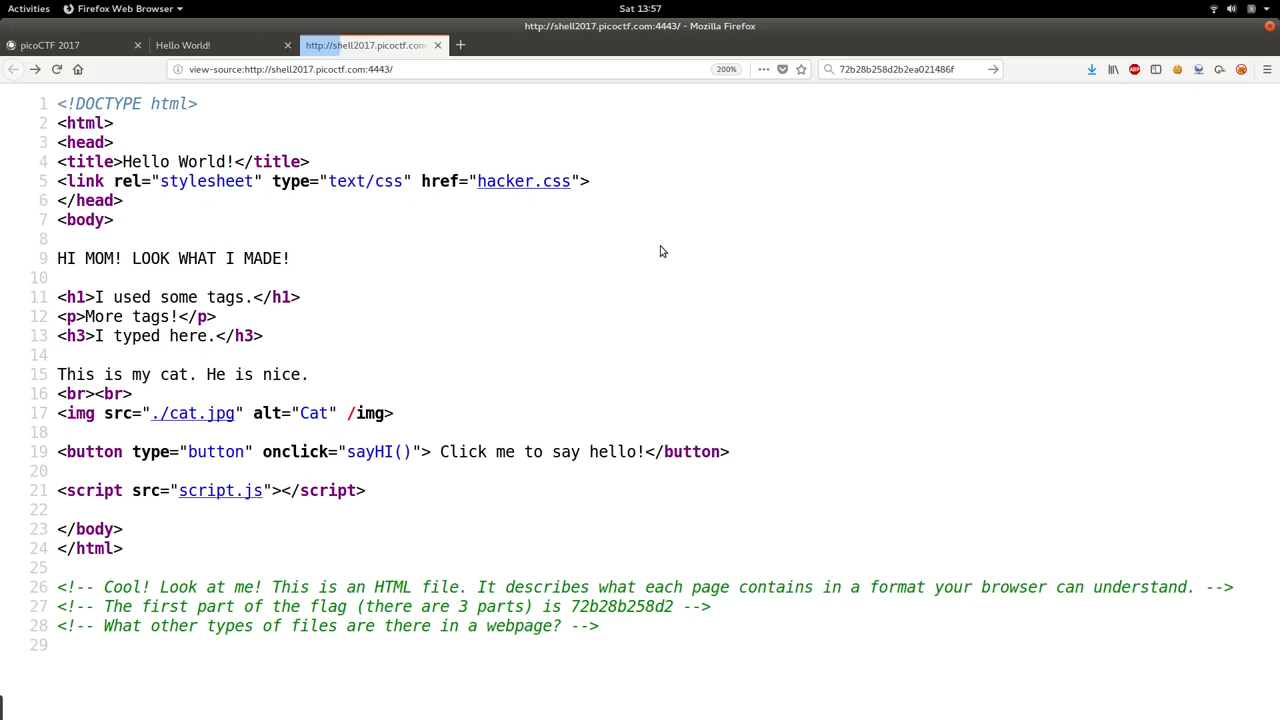 Activities Firefox Web Browser Sat 13:57
http://shell2017.picoctf.com:4443/ - Mozilla Firefox
picoCTF 2017 Hello World! http://shell2017.picoctf.com:
view-source:http://shell2017.picoctf.com:4443/ 200% 72b28b258d2b2ea021486f
1 <!DOCTYPE html>
2 <html>
3 <head>
4 <title>Hello World!</title>
5 <link rel="stylesheet" type="text/css" href="hacker.css">
6 </head>
7 <body>
8
9 HI MOM! LOOK WHAT I MADE!
10
11 <h1>I used some tags.</h1>
12 <p>More tags!</p>
13 <h3>I typed here.</h3>
14
15 This is my cat. He is nice.
16 <br><br>
17 <img src="./cat.jpg" alt="Cat" /img>
18
19 <button type="button" onclick="sayHI()"> Click me to say hello!</button>
20
21 <script src="script.js"></script>
22
23 </body>
24 </html>
25
26 <!-- Cool! Look at me! This is an HTML file. It describes what each page contains in a format your browser can understand. -->
27 <!-- The first part of the flag (there are 3 parts) is 72b28b258d2 -->
28 <!-- What other types of files are there in a webpage? -->
29